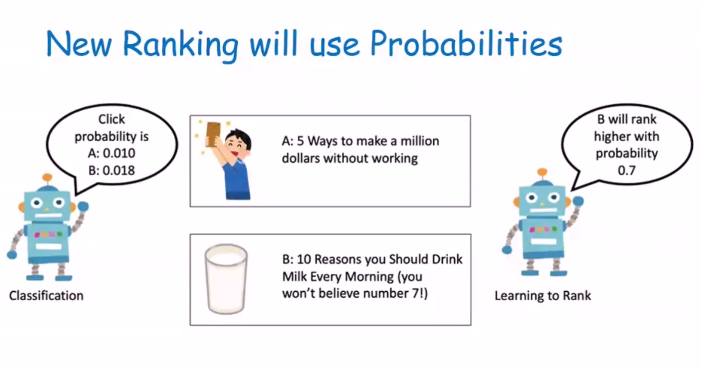 New Ranking will use Probabilities
Click
probability is
A: 0.010
B: 0.018
Classification
A: 5 Ways to make a million
dollars without working
B: 10 Reasons you Should Drink
Milk Every Morning (you
won't believe number 7!)
B will rank
higher with
probability
0.7
Learning to Rank